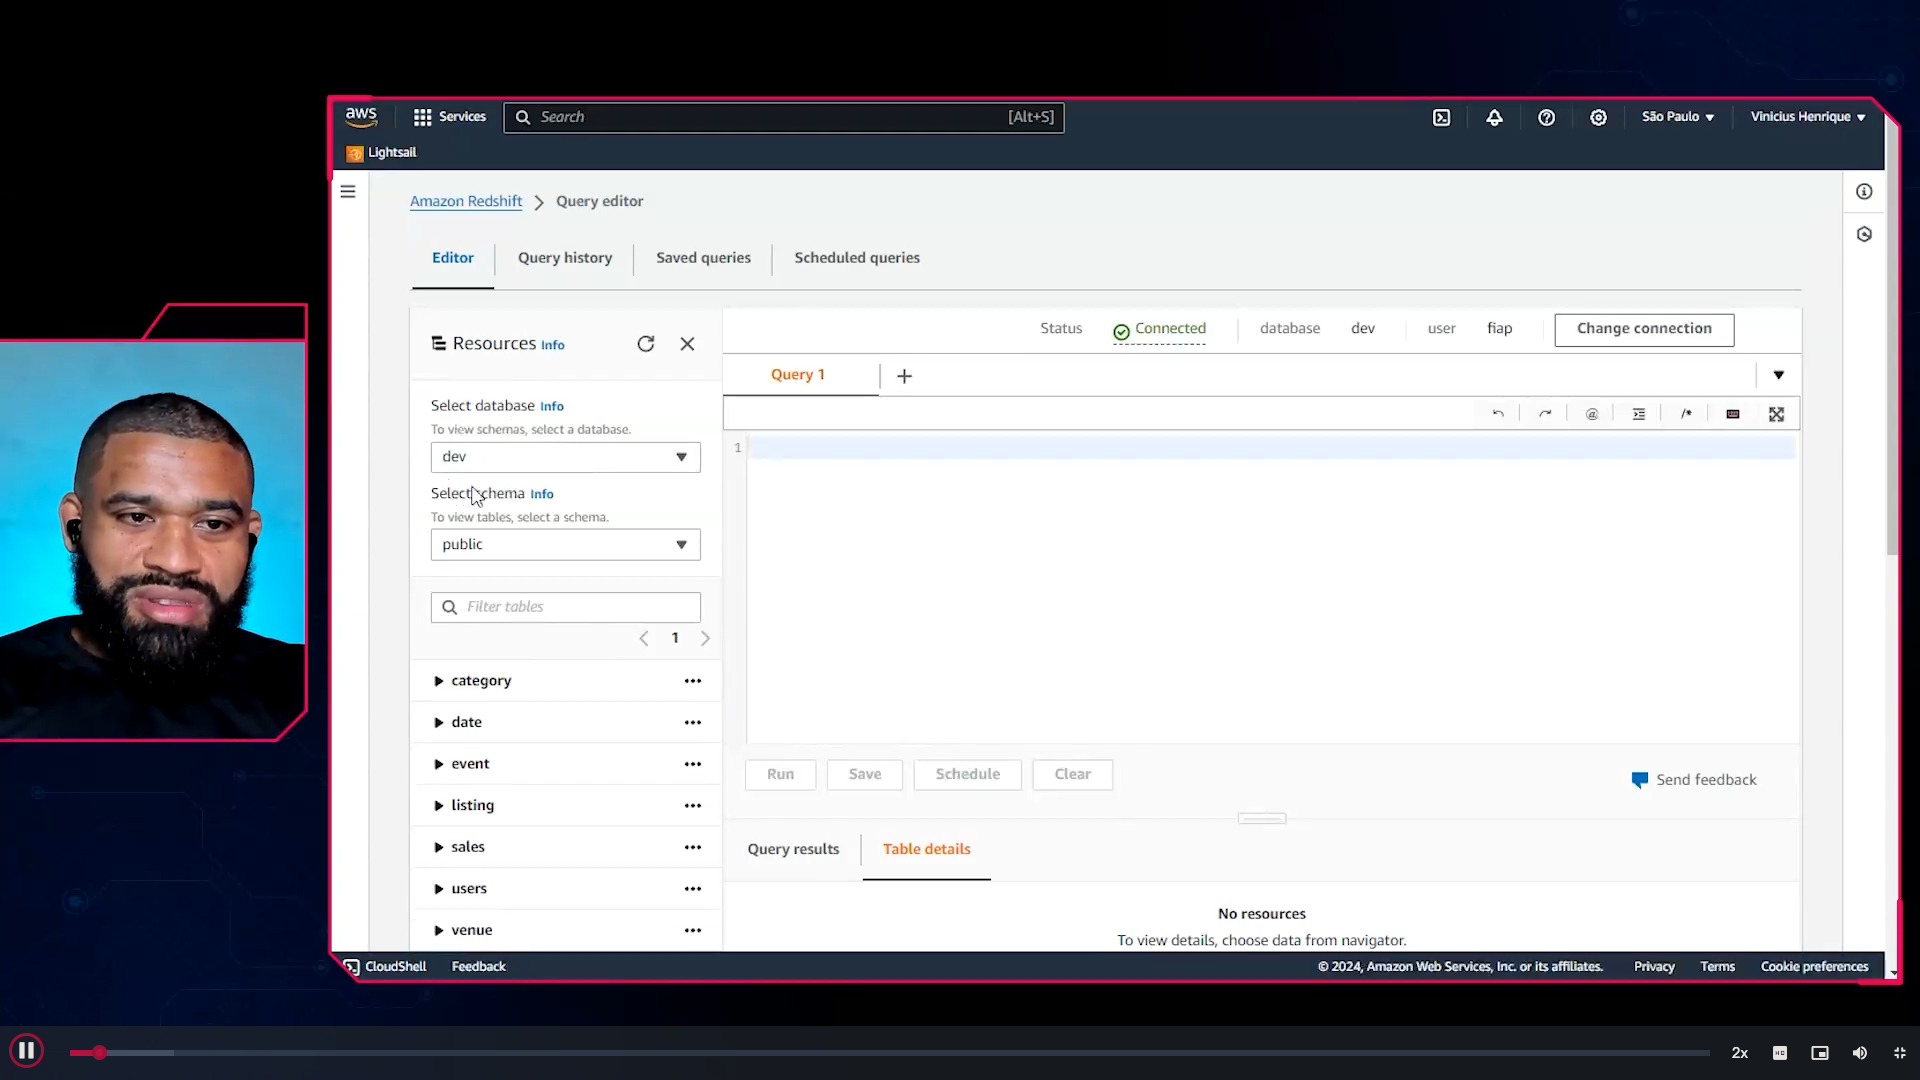 aws
Services
Search
[Alt+S]
São Paulo
Vinicius Henrique
Lightsail
Amazon Redshift
Query editor
Editor
Query history
Saved queries
Scheduled queries
Resources Info
Status
Connected
database
dev
user
fiap
Change connection
Query 1
Select database Info
To view schemas, select a database.
dev
1
Select schema Info
To view tables, select a schema.
public
Filter tables
1
category
date
event
listing
sales
users
venue
Run
Save
Schedule
Clear
Send feedback
Query results
Table details
No resources
To view details, choose data from navigator.
CloudShell
Feedback
© 2024, Amazon Web Services, Inc. or its affiliates.
Privacy
Terms
Cookie preferences
2x
HD